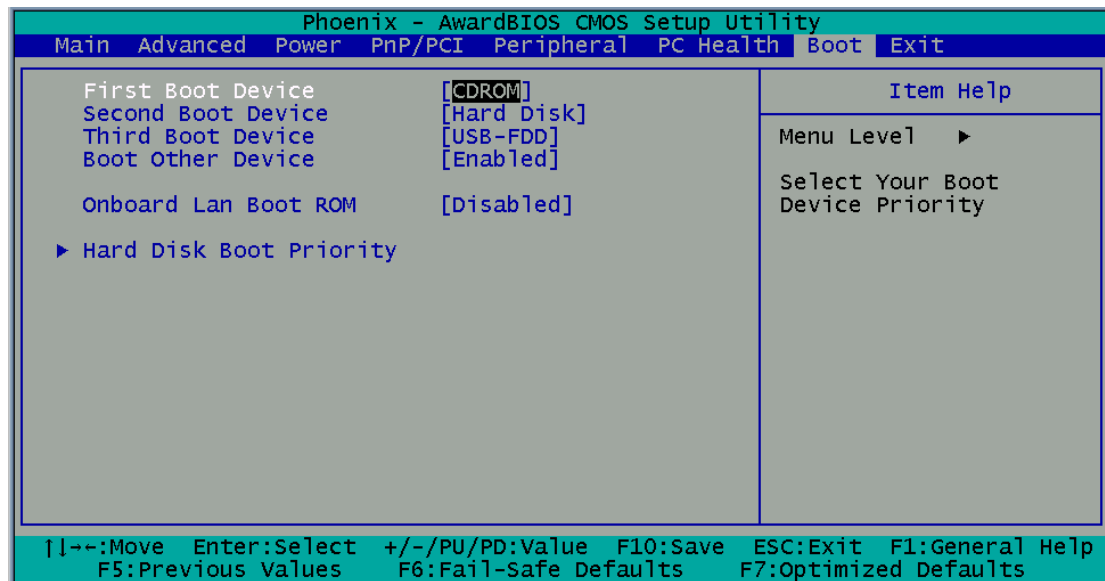 Phoenix - AwardBIOS CMOS Setup Utility
Main Advanced Power PnP/PCI Peripheral PC Health Boot Exit
First Boot Device [CDROM]
Second Boot Device [Hard Disk]
Third Boot Device [USB-FDD]
Boot Other Device [Enabled]
Onboard Lan Boot ROM [Disabled]
▶ Hard Disk Boot Priority
Item Help
Menu Level ▶
Select Your Boot
Device Priority
↑↓→←:Move Enter:Select +/-/PU/PD:Value F10:Save ESC:Exit F1:General Help
F5:Previous Values F6:Fail-Safe Defaults F7:Optimized Defaults